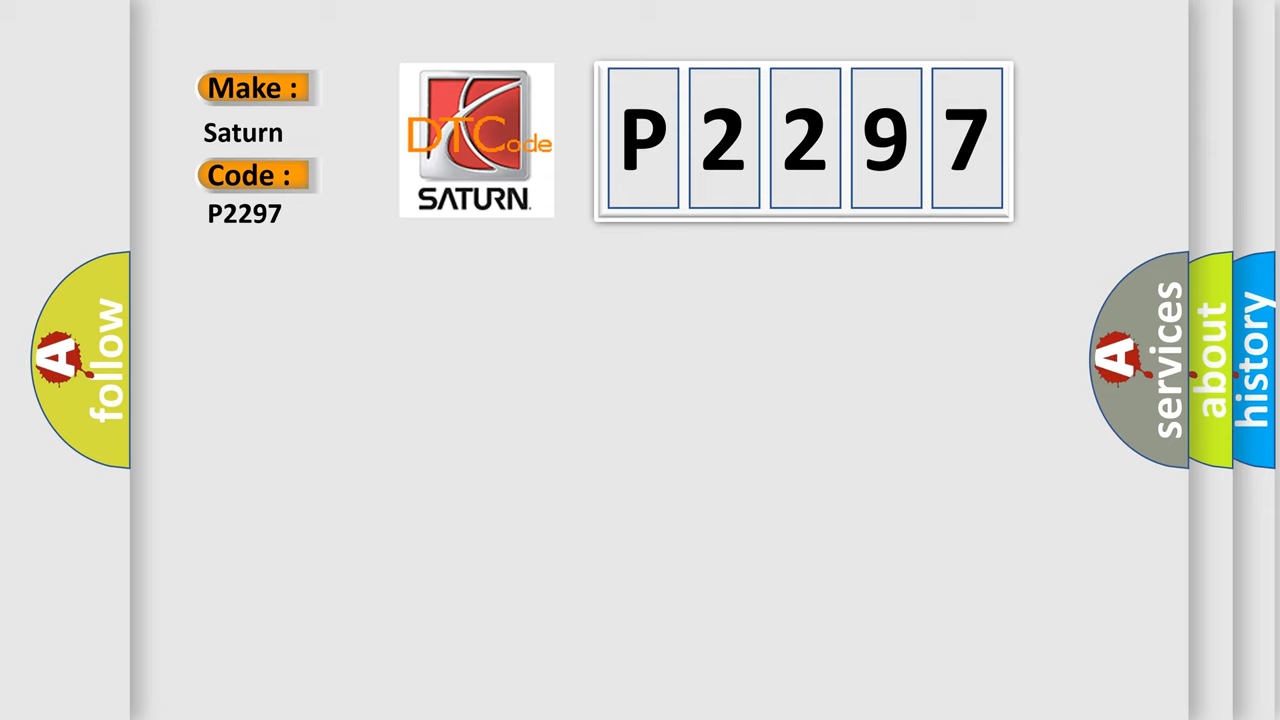 Make :
Saturn
Code :
P2297
DTCode
SATURN
P 2 2 9 7
A follow
A services
about
history